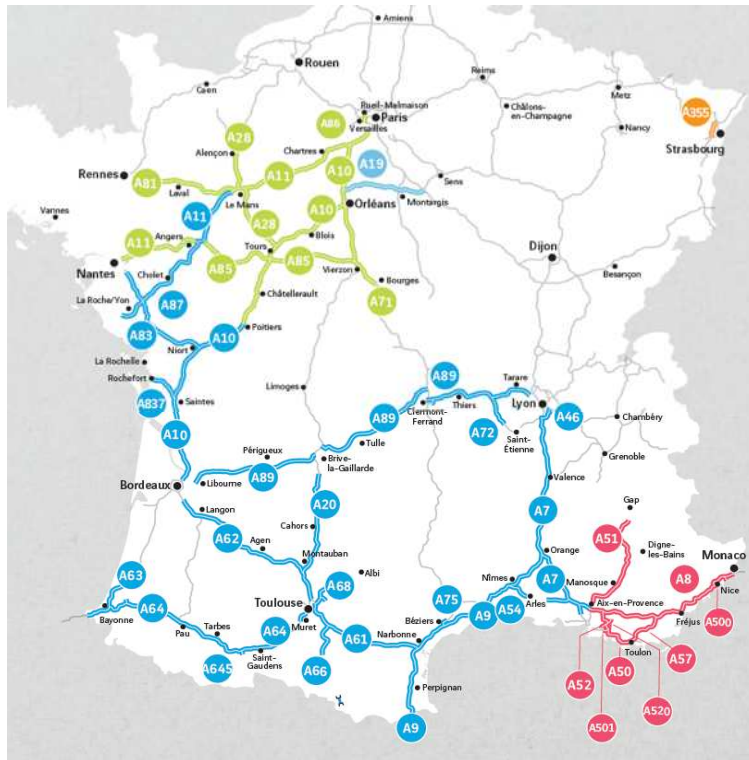 Amiens
Rouen
Reims
Caen
Metz
Rueil-Malmaison
Paris
Versailles
Châlons-
en-Champagne
A86
A355
Nancy
Strasbourg
A28
Alençon
Chartres
A10
A19
Rennes
A81
Laval
A11
Sens
Le Mans
Orléans
Montargis
Vannes
A11
A28
A10
Blois
A11
Angers
Tours
Dijon
Nantes
A85
A85
Vierzon
Bourges
Besançon
Cholet
A87
Châtellerault
A71
La Roche/Yon
A83
A10
Poitiers
Niort
La Rochelle
Rochefort
A837
Saintes
Limoges
A89
Thiers
Tarare
Lyon
A46
Clermont-
Ferrand
A89
A72
Saint-
Étienne
Chambéry
A10
Tulle
Périgueux
Brive-
la-Gaillarde
Grenoble
A89
Valence
Bordeaux
Libourne
A20
Langon
Cahors
A7
Gap
A62
Agen
A51
Orange
Digne-
les-Bains
Montauban
Albi
Monaco
A63
A68
Nîmes
A7
Manosque
A8
Nice
A64
Toulouse
A75
A9
A54
Arles
Aix-en-Provence
Fréjus
A500
Bayonne
Muret
Béziers
Pau
Tarbes
A64
A61
Narbonne
Toulon
A645
Saint-
Gaudens
A66
A52
A50
A57
Perpignan
A501
A520
A9